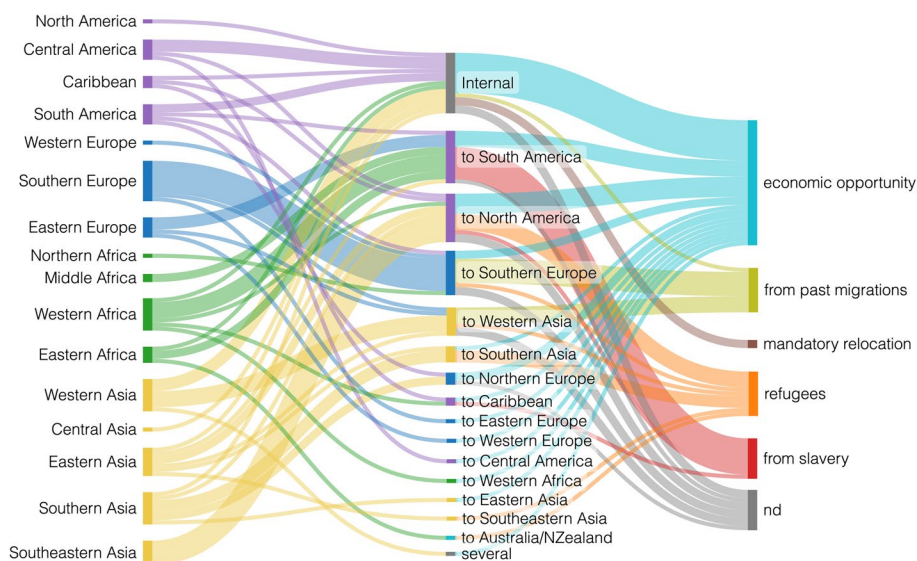 North America
Central America
Caribbean
South America
Western Europe
Southern Europe
Eastern Europe
Northern Africa
Middle Africa
Western Africa
Eastern Africa
Western Asia
Central Asia
Eastern Asia
Southern Asia
Southeastern Asia
Internal
to South America
to North America
to Southern Europe
to Western Asia
to Southern Asia
to Northern Europe
to Caribbean
to Eastern Europe
to Western Europe
to Central America
to Western Africa
to Eastern Asia
to Southeastern Asia
to Australia/NZealand
several
economic opportunity
from past migrations
mandatory relocation
refugees
from slavery
nd